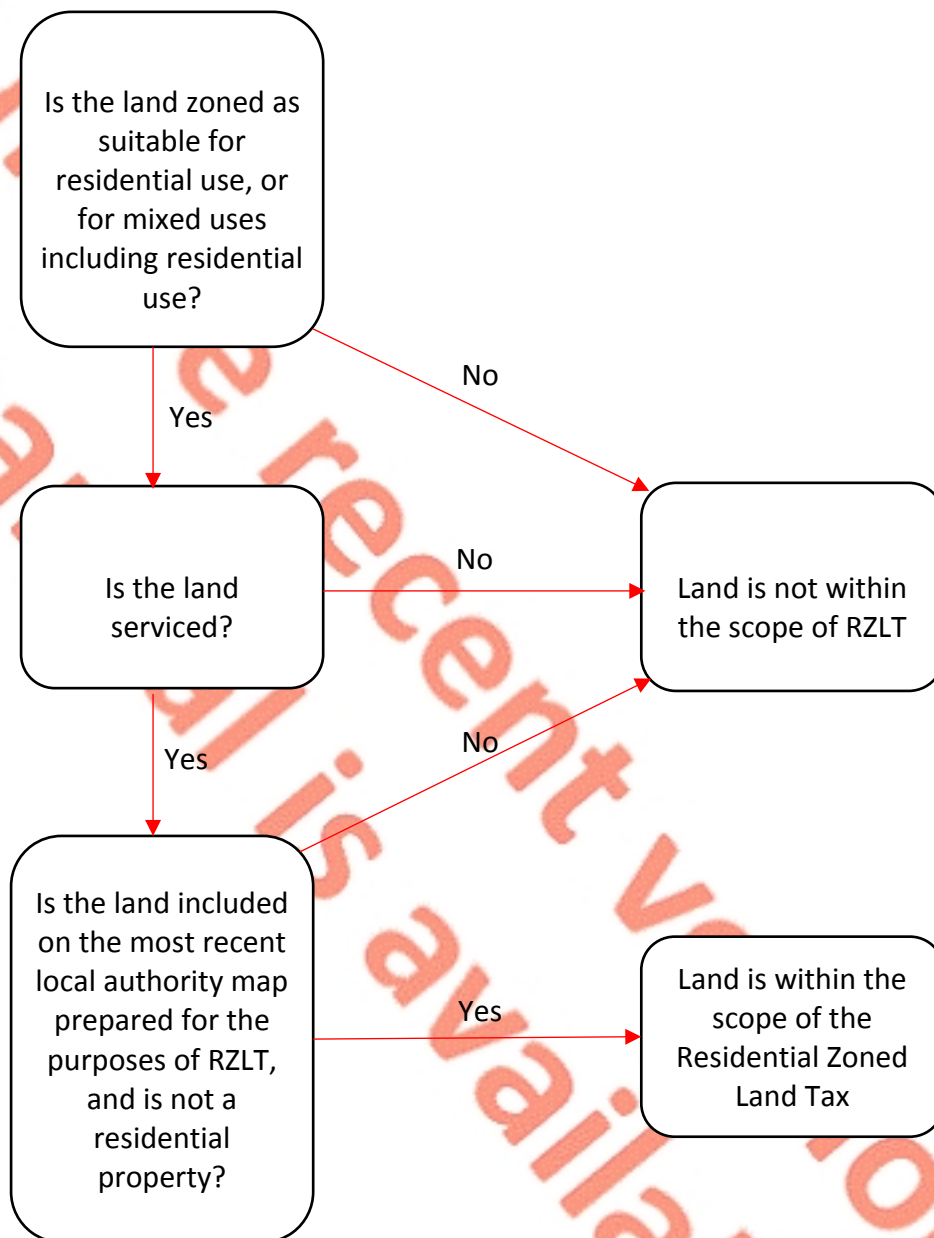 Is the land zoned as
suitable for
residential use, or
for mixed uses
including residential
use?
No
Yes
Is the land
serviced?
No
Land is not within
the scope of RZLT
Yes
No
Is the land included
on the most recent
local authority map
prepared for the
purposes of RZLT,
and is not a
residential
property?
Yes
Land is within the
scope of the
Residential Zoned
Land Tax
e recent
is